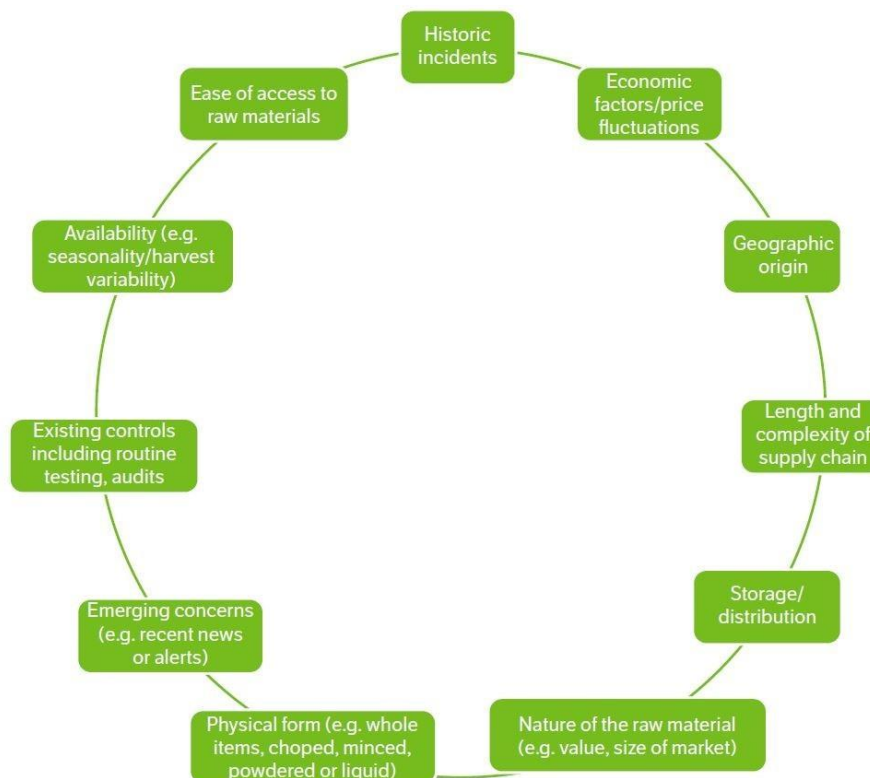 Historic
incidents
Economic
factors/price
fluctuations
Geographic
origin
Length and
complexity of
supply chain
Storage/
distribution
Nature of the raw material
(e.g. value, size of market)
Physical form (e.g. whole
items, choped, minced,
powdered or liquid)
Emerging concerns
(e.g. recent news
or alerts)
Existing controls
including routine
testing, audits
Availability (e.g.
seasonality/harvest
variability)
Ease of access to
raw materials